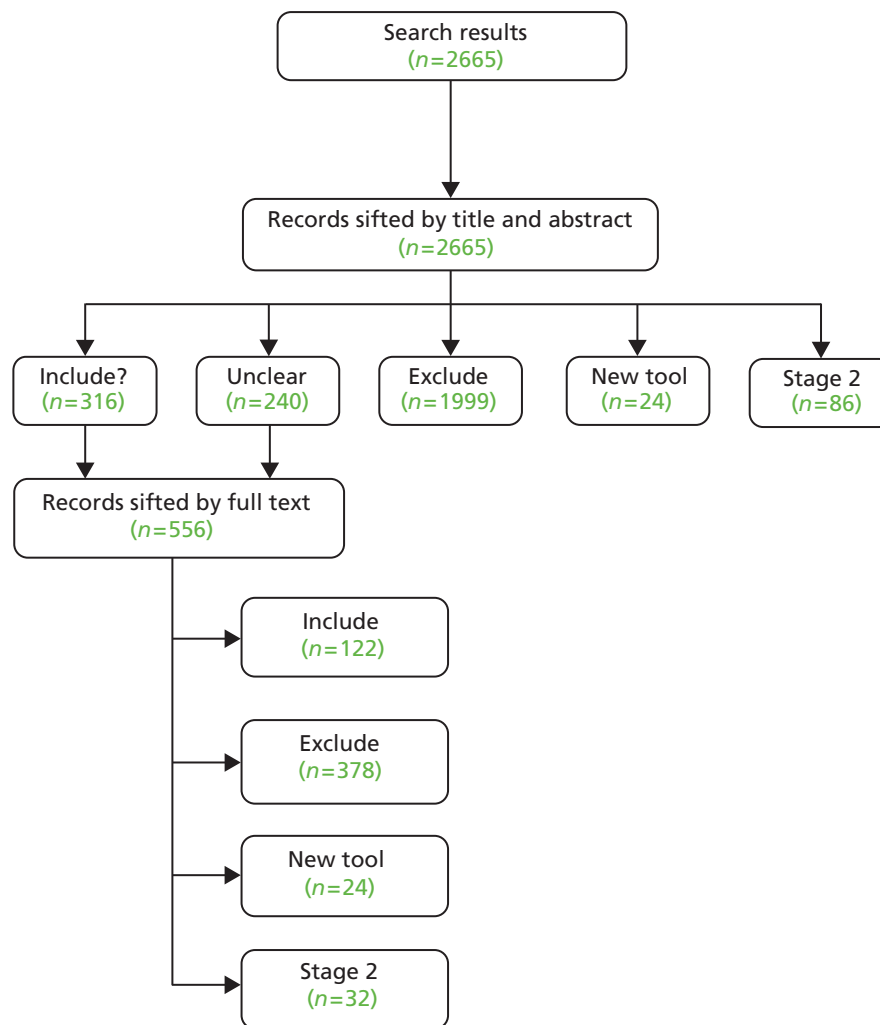 Search results
(n=2665)
Records sifted by title and abstract
(n=2665)
Include?
(n=316)
Unclear
(n=240)
Exclude
(n=1999)
New tool
(n=24)
Stage 2
(n=86)
Records sifted by full text
(n=556)
Include
(n=122)
Exclude
(n=378)
New tool
(n=24)
Stage 2
(n=32)